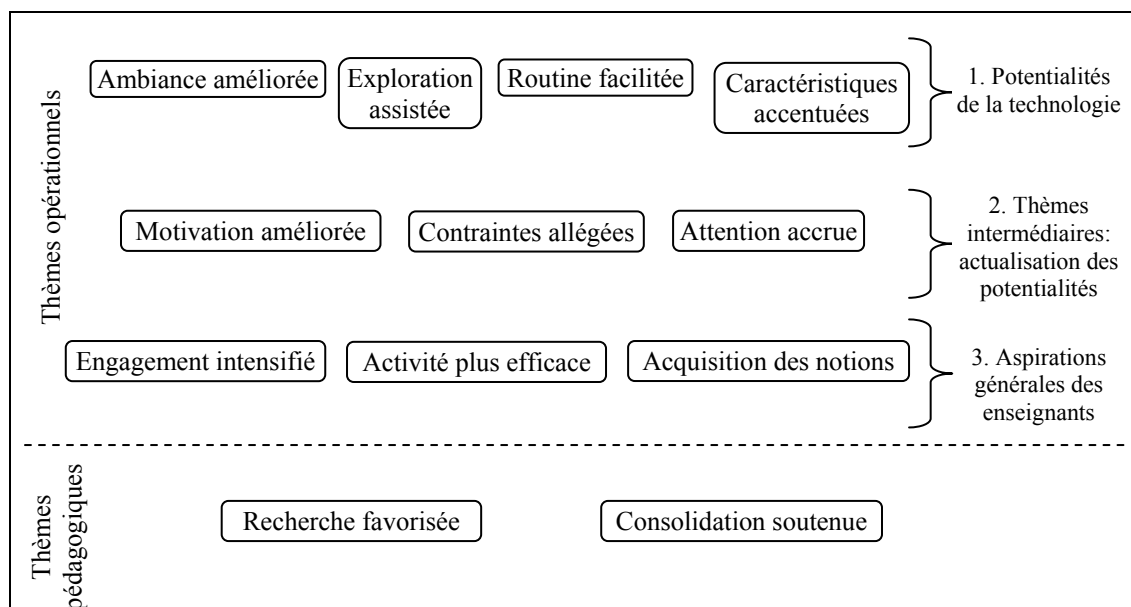 Thèmes opérationnels
Ambiance améliorée
Exploration
assistée
Routine facilitée
Caractéristiques
accentuées
1. Potentialités
de la technologie
Motivation améliorée
Contraintes allégées
Attention accrue
2. Thèmes
intermédiaires:
actualisation des
potentialités
Engagement intensifié
Activité plus efficace
Acquisition des notions
3. Aspirations
générales des
enseignants
Thèmes
pédagogiques
Recherche favorisée
Consolidation soutenue